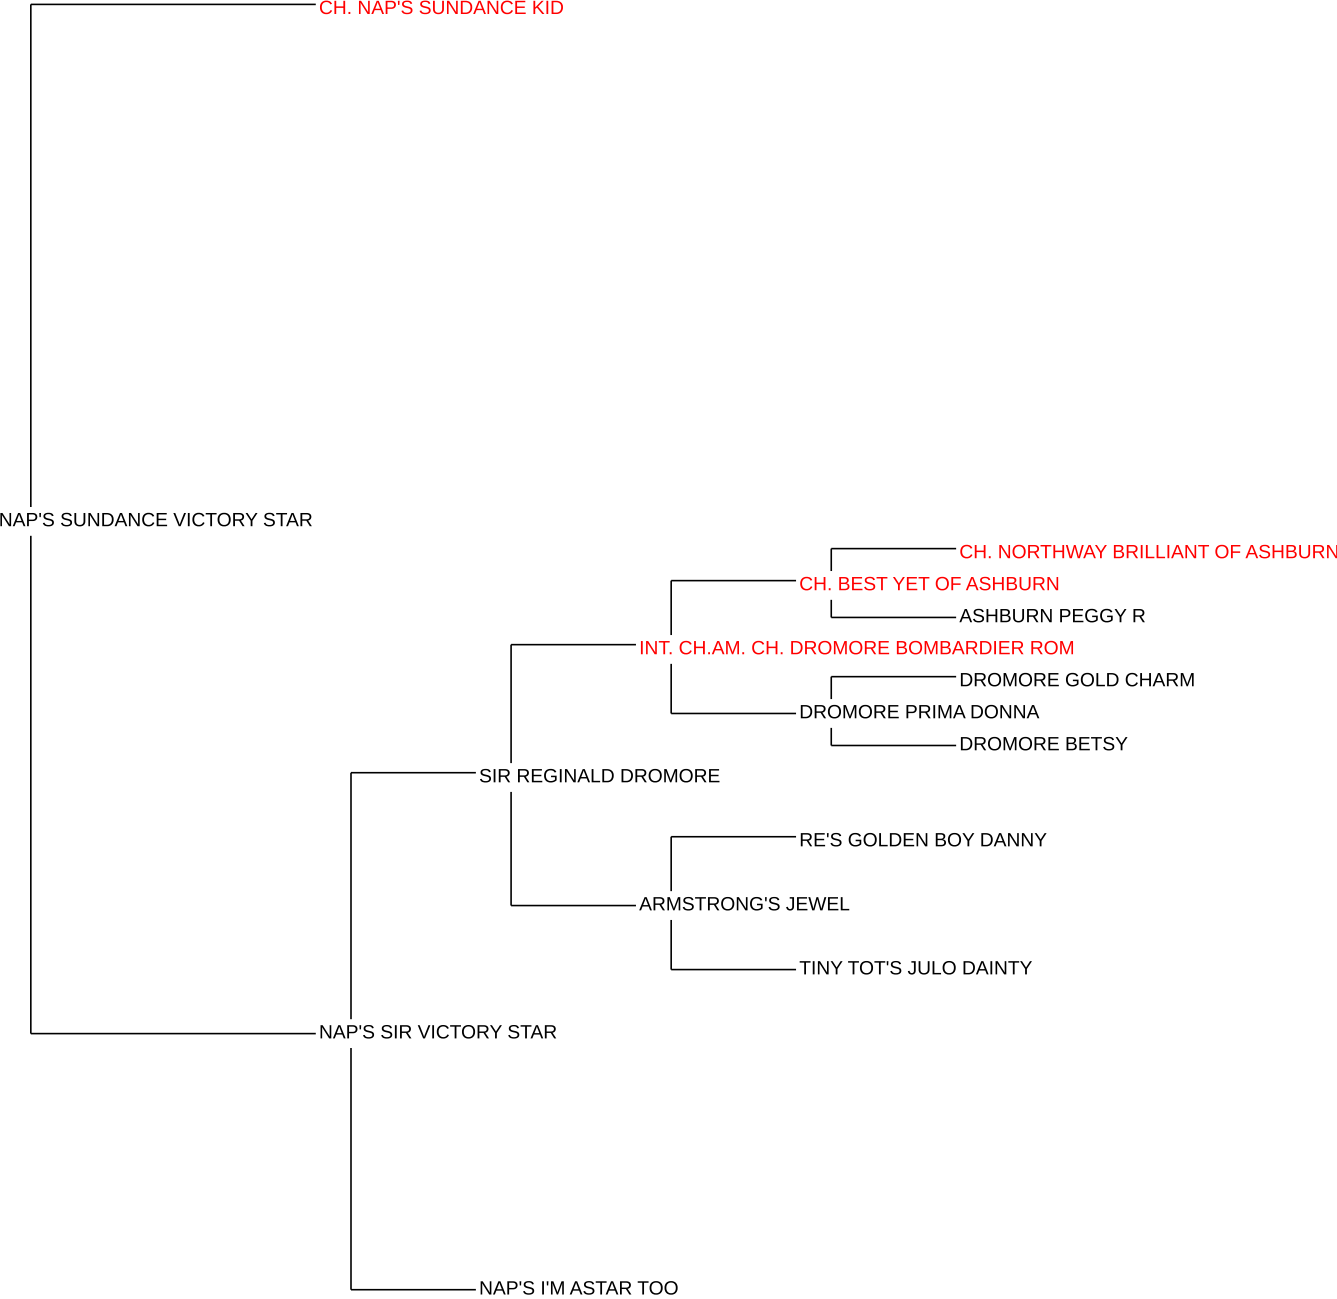 CH. NAP'S SUNDANCE KID
NAP'S SUNDANCE VICTORY STAR
CH. NORTHWAY BRILLIANT OF ASHBURN
CH. BEST YET OF ASHBURN
ASHBURN PEGGY R
INT. CH.AM. CH. DROMORE BOMBARDIER ROM
DROMORE GOLD CHARM
DROMORE PRIMA DONNA
DROMORE BETSY
SIR REGINALD DROMORE
RE'S GOLDEN BOY DANNY
ARMSTRONG'S JEWEL
TINY TOT'S JULO DAINTY
NAP'S SIR VICTORY STAR
NAP'S I'M ASTAR TOO